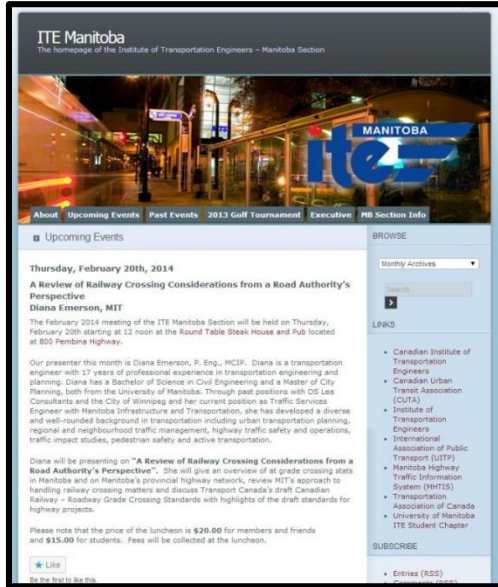 ITE Manitoba
The homepage of the Institute of Transportation Engineers – Manitoba Section
MANITOBA
ite
About Upcoming Events Past Events 2013 Golf Tournament Executive MB Section Info
Upcoming Events
Thursday, February 20th, 2014
A Review of Railway Crossing Considerations from a Road Authority's
Perspective
Diana Emerson, MIT
The February 2014 meeting of the ITE Manitoba Section will be held on Thursday,
February 20th starting at 12 noon at the Round Table Steak House and Pub located
at 800 Pembina Highway.
Our presenter this month is Diana Emerson, P. Eng., MCIP. Diana is a transportation
engineer with 17 years of professional experience in transportation engineering and
planning. Diana has a Bachelor of Science in Civil Engineering and a Master of City
Planning, both from the University of Manitoba. Through past positions with DS Lea
Consultants and the City of Winnipeg and her current position as Traffic Services
Engineer with Manitoba Infrastructure and Transportation, she has developed a diverse
and well-rounded background in transportation including urban transportation planning,
regional and neighbourhood traffic management, highway traffic safety and operations,
traffic impact studies, pedestrian safety and active transportation.
Diana will be presenting on "A Review of Railway Crossing Considerations from a
Road Authority's Perspective". She will give an overview of at grade crossing stats
in Manitoba and on Manitoba's provincial highway network, review MIT's approach to
handling railway crossing matters and discuss Transport Canada's draft Canadian
Railway – Roadway Grade Crossing Standards with highlights of the draft standards for
highway projects.
Please note that the price of the luncheon is $20.00 for members and friends
and $15.00 for students. Fees will be collected at the luncheon.
Like
Be the first to like this.
BROWSE
Monthly Archives
Search
LINKS
Canadian Institute of
Transportation
Engineers
Canadian Urban
Transit Association
(CUTA)
Institute of
Transportation
Engineers
International
Association of Public
Transport (UITP)
Manitoba Highway
Traffic Information
System (MHTIS)
Transportation
Association of Canada
University of Manitoba
ITE Student Chapter
SUBSCRIBE
Entries (RSS)
Comments (RSS)